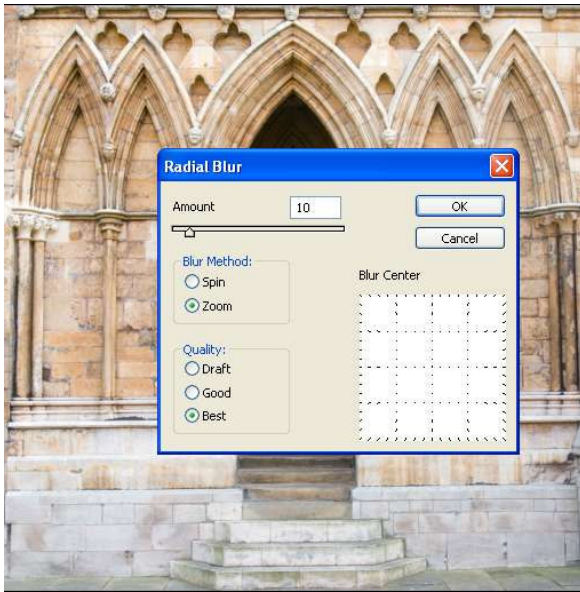 Radial Blur
Amount 10
OK
Cancel
Blur Method:
Spin
Zoom
Blur Center
Quality:
Draft
Good
Best